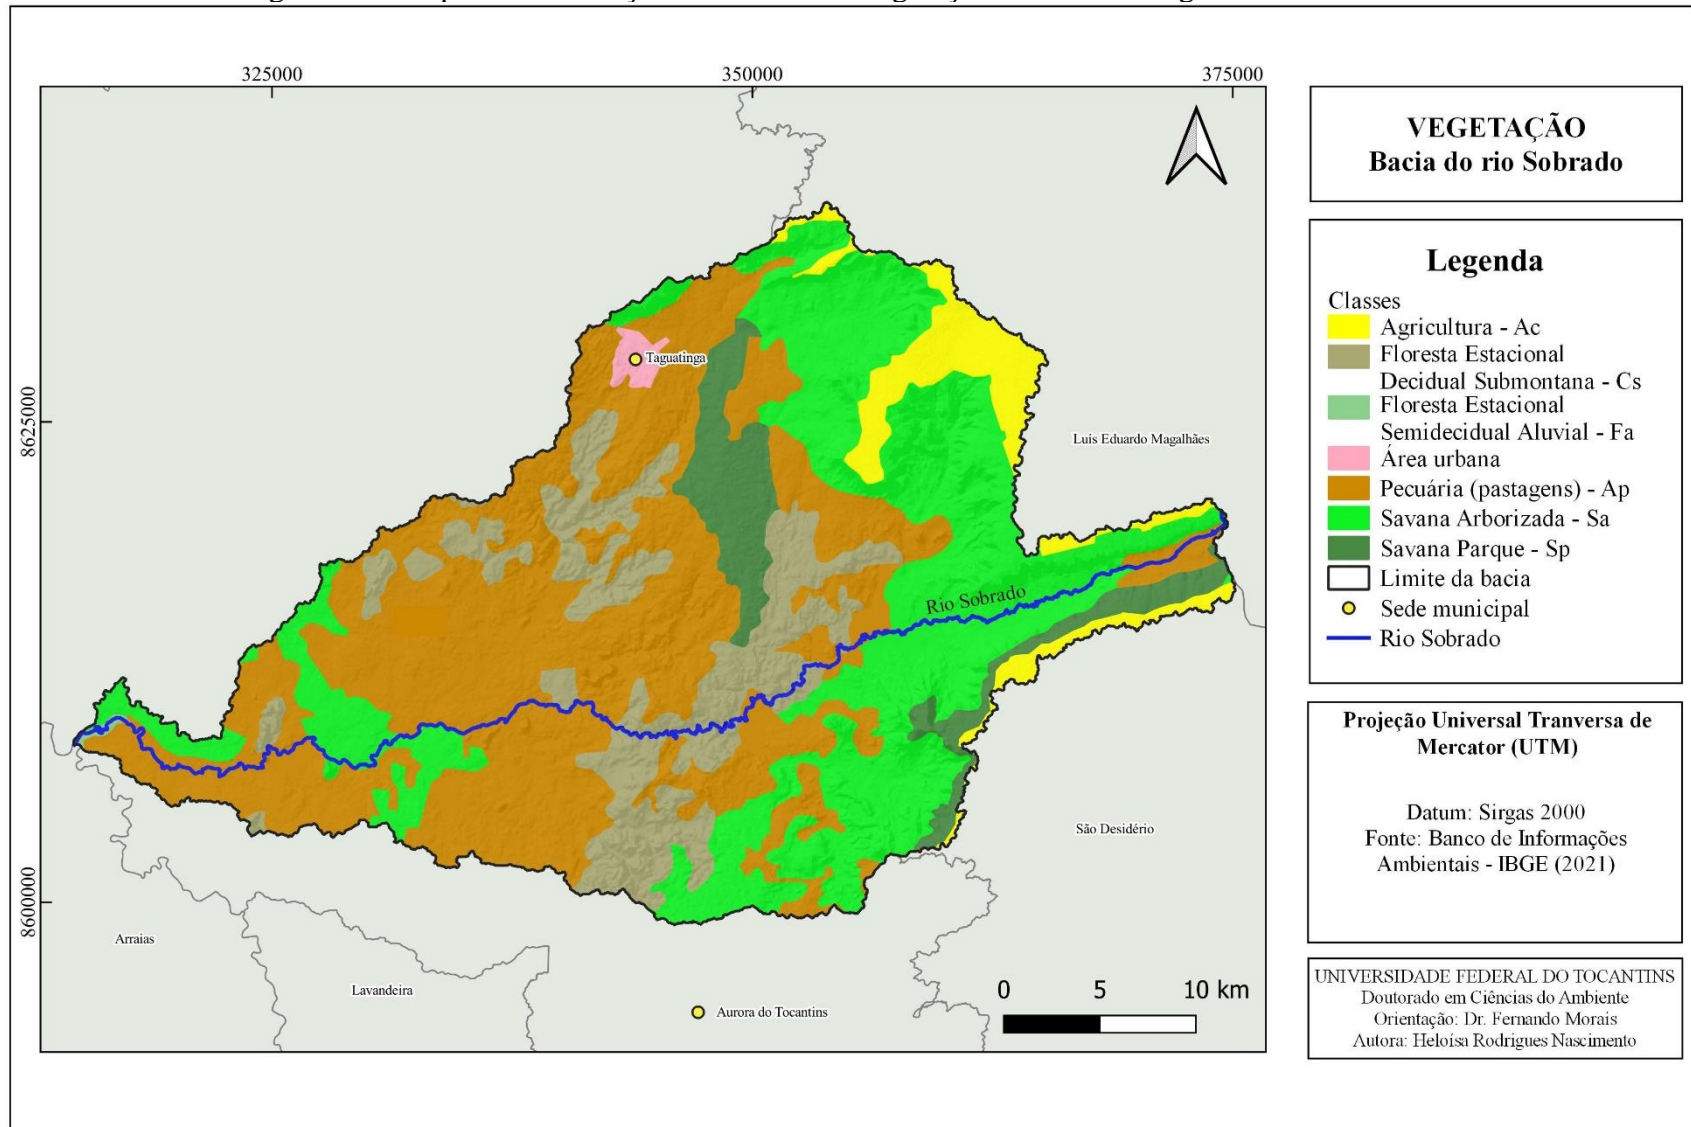 325000
350000
375000
8625000
8600000
Taguatinga
Luís Eduardo Magalhães
Rio Sobrado
São Desidério
Arraias
Lavandeira
Aurora do Tocantins
0 5 10 km
VEGETAÇÃO
Bacia do rio Sobrado
Legenda
Classes
Agricultura - Ac
Floresta Estacional
Decidual Submontana - Cs
Floresta Estacional
Semidecidual Aluvial - Fa
Área urbana
Pecuária (pastagens) - Ap
Savana Arborizada - Sa
Savana Parque - Sp
Limite da bacia
Sede municipal
Rio Sobrado
Projeção Universal Tranversa de
Mercator (UTM)
Datum: Sirgas 2000
Fonte: Banco de Informações
Ambientais - IBGE (2021)
UNIVERSIDADE FEDERAL DO TOCANTINS
Doutorado em Ciências do Ambiente
Orientação: Dr. Fernando Morais
Autora: Heloísa Rodrigues Nascimento